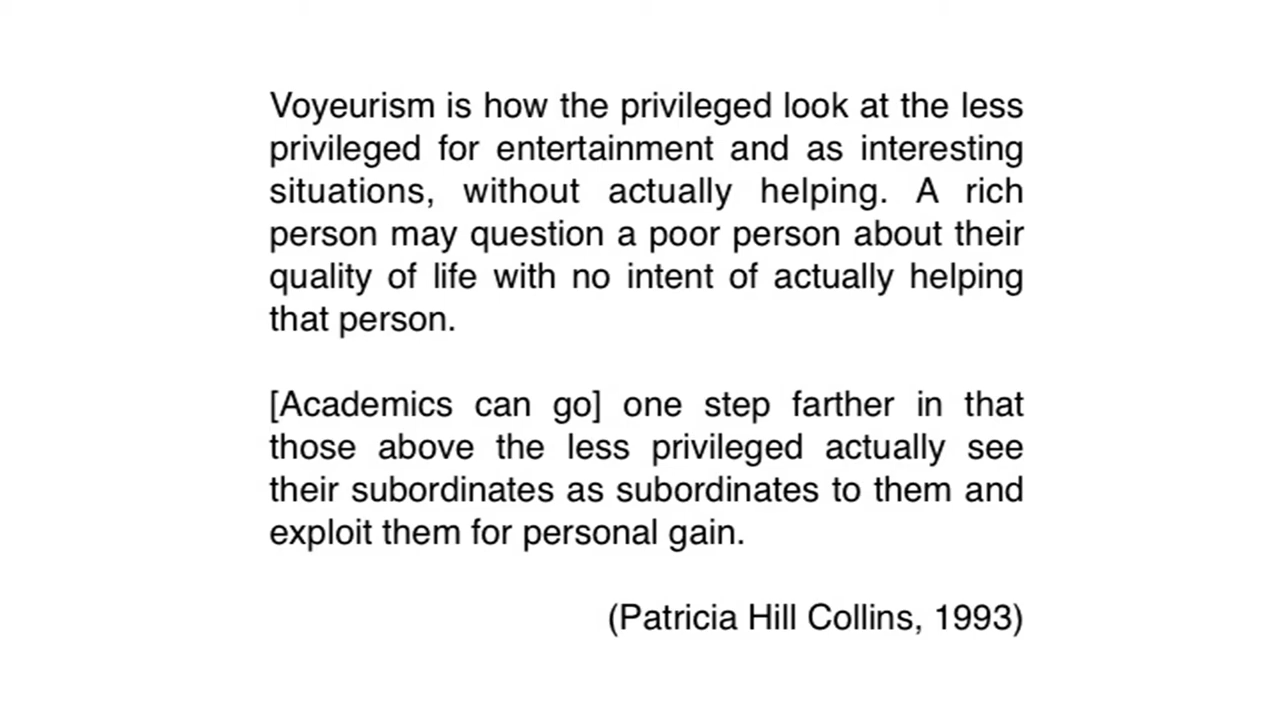 Voyeurism is how the privileged look at the less
privileged for entertainment and as interesting
situations, without actually helping. A rich
person may question a poor person about their
quality of life with no intent of actually helping
that person.
[Academics can go] one step farther in that
those above the less privileged actually see
their subordinates as subordinates to them and
exploit them for personal gain.
(Patricia Hill Collins, 1993)